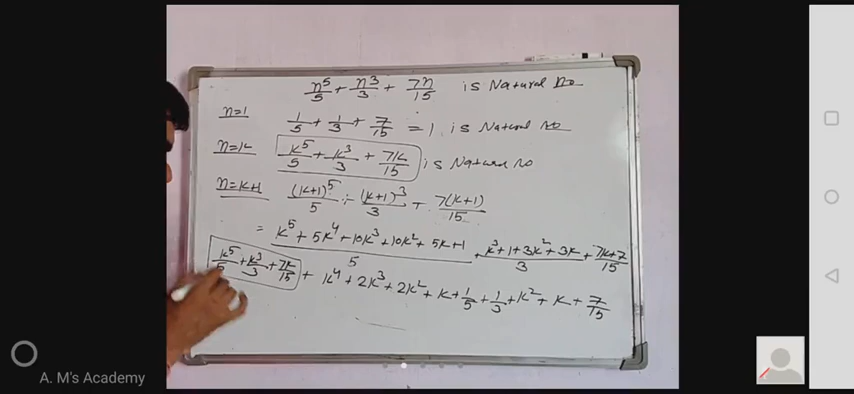 n⁵/5 + n³/3 + 7n/15 is Natural no
n=1 1/5 + 1/3 + 7/15 = 1. is Natural no
n=k k⁵/5 + k³/3 + 7k/15 is Nature no
n=k+1 (k+1)⁵/5 + (k+1)³/3 + 7(k+1)/15
= k⁵ + 5k⁴ + 10k³ + 10k² + 5k + 1/5 + k³ + 1 + 3k² + 3k/3 + 7k + 7/15
k⁵/5 + k³/3 + 7k/15 + k⁴ + 2k³ + 2k² + k + 1/5 + 1/3 + k² + k + 7/15
A. M's Academy